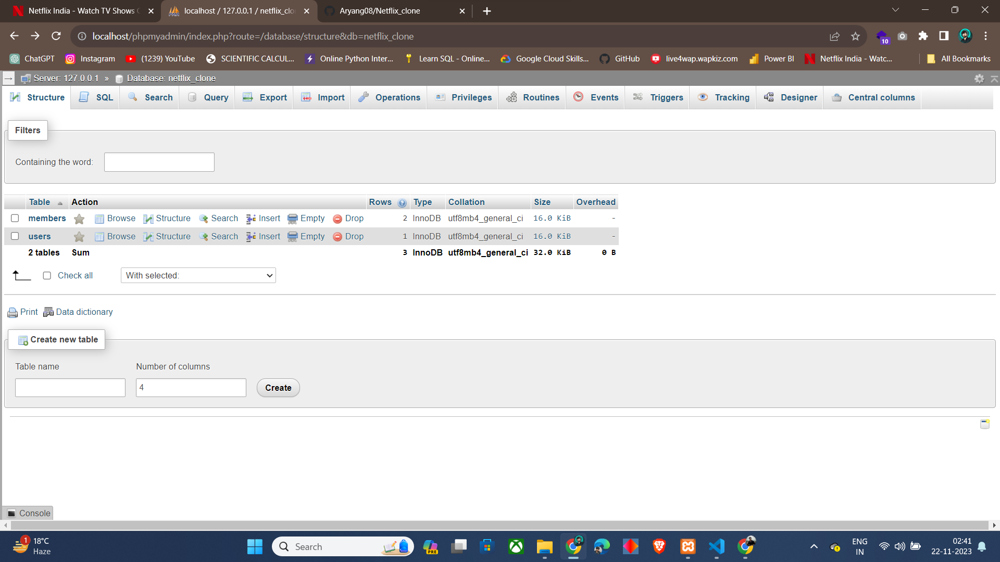 Netflix India - Watch TV Shows
localhost / 127.0.0.1 / netflix_clo
Aryang08/Netflix_clone
localhost/phpmyadmin/index.php?route=/database/structure&db=netflix_clone
10
ChatGPT Instagram (1239) YouTube SCIENTIFIC CALCUL... Online Python Inter... Learn SQL - Online... Google Cloud Skills... GitHub live4wap.wapkiz.com Power BI Netflix India - Watc... All Bookmarks
Server: 127.0.0.1 » Database: netflix_clone
Structure SQL Search Query Export Import Operations Privileges Routines Events Triggers Tracking Designer Central columns
Filters
Containing the word:
Table Action Rows Type Collation Size Overhead
members Browse Structure Search Insert Empty Drop 2 InnoDB utf8mb4_general_ci 16.0 KiB -
users Browse Structure Search Insert Empty Drop 1 InnoDB utf8mb4_general_ci 16.0 KiB -
2 tables Sum 3 InnoDB utf8mb4_general_ci 32.0 KiB 0 B
Check all With selected:
Print Data dictionary
Create new table
Table name Number of columns
4 Create
Console
1 18°C
Haze
Search
PRE
ENG
IN
02:41
22-11-2023